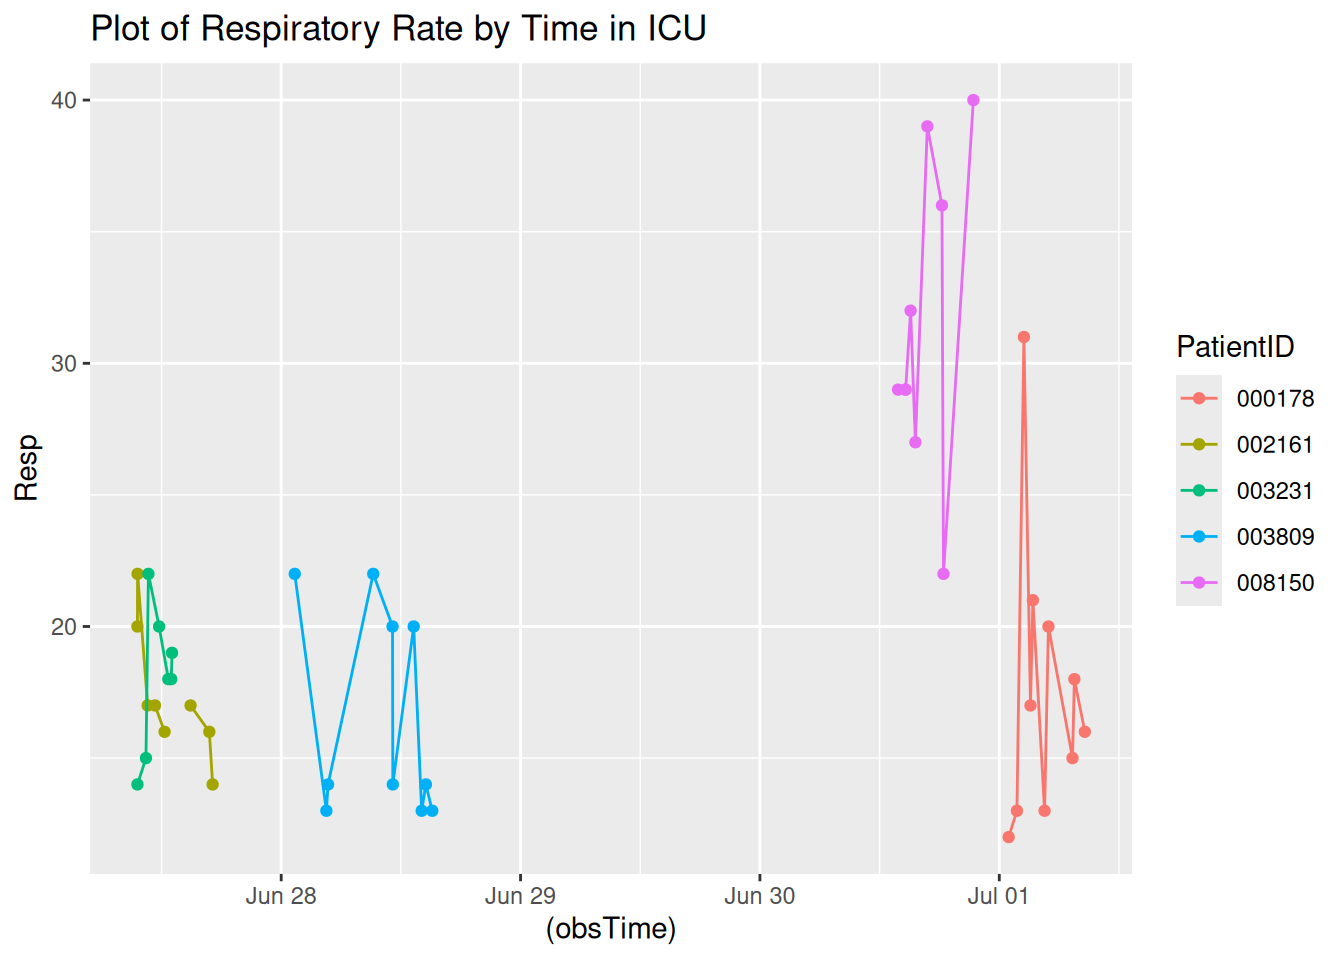 Plot of Respiratory Rate by Time in ICU
40
30
20
Resp
Jun 28
Jun 29
Jun 30
Jul 01
(obsTime)
PatientID
000178
002161
003231
003809
008150